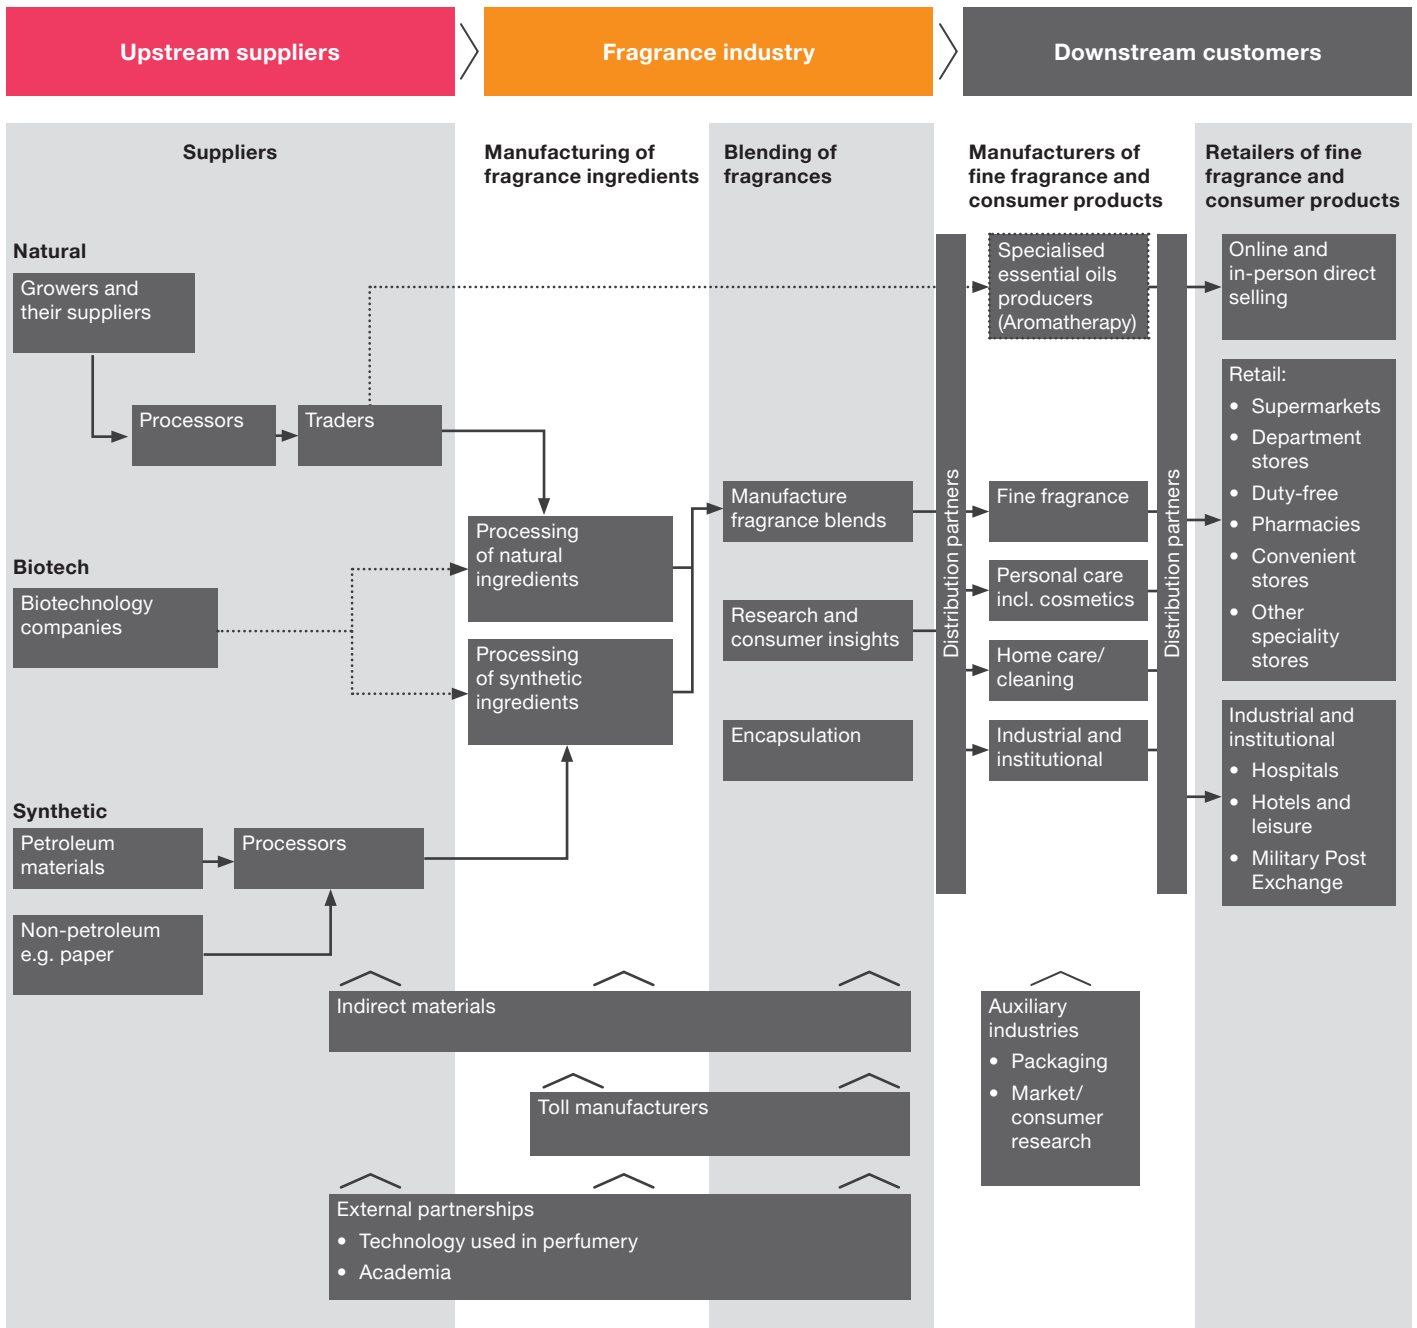 Upstream suppliers
Fragrance industry
Downstream customers
Suppliers
Manufacturing of
fragrance ingredients
Blending of
fragrances
Manufacturers of
fine fragrance and
consumer products
Retailers of fine
fragrance and
consumer products
Natural
Growers and
their suppliers
Processors
Traders
Biotech
Biotechnology
companies
Synthetic
Petroleum
materials
Processors
Non-petroleum
e.g. paper
Processing
of natural
ingredients
Processing
of synthetic
ingredients
Manufacture
fragrance blends
Research and
consumer insights
Encapsulation
Distribution partners
Specialised
essential oils
producers
(Aromatherapy)
Fine fragrance
Personal care
incl. cosmetics
Home care/
cleaning
Industrial and
institutional
Distribution partners
Online and
in-person direct
selling
Retail:
• Supermarkets
• Department
stores
• Duty-free
• Pharmacies
• Convenient
stores
• Other
speciality
stores
Industrial and
institutional
• Hospitals
• Hotels and
leisure
• Military Post
Exchange
Indirect materials
Toll manufacturers
External partnerships
• Technology used in perfumery
• Academia
Auxiliary
industries
• Packaging
• Market/
consumer
research